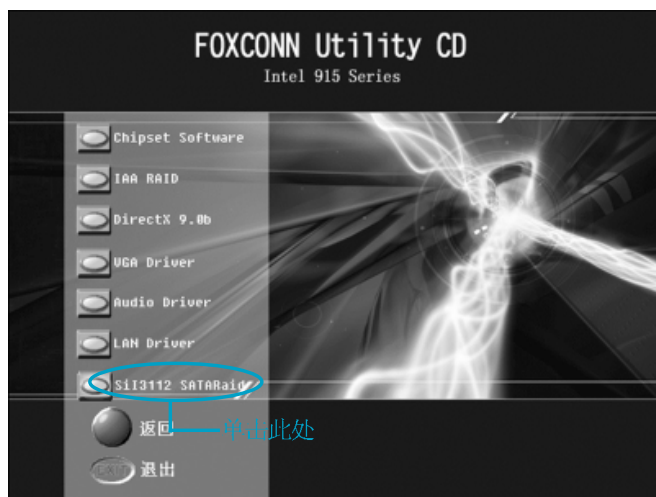 FOXCONN Utility CD
Intel 915 Series
Chipset Software
IAA RAID
DirectX 9.0b
VGA Driver
Audio Driver
LAN Driver
SiI3112 SATARaid
返回
单击此处
EXIT
退出